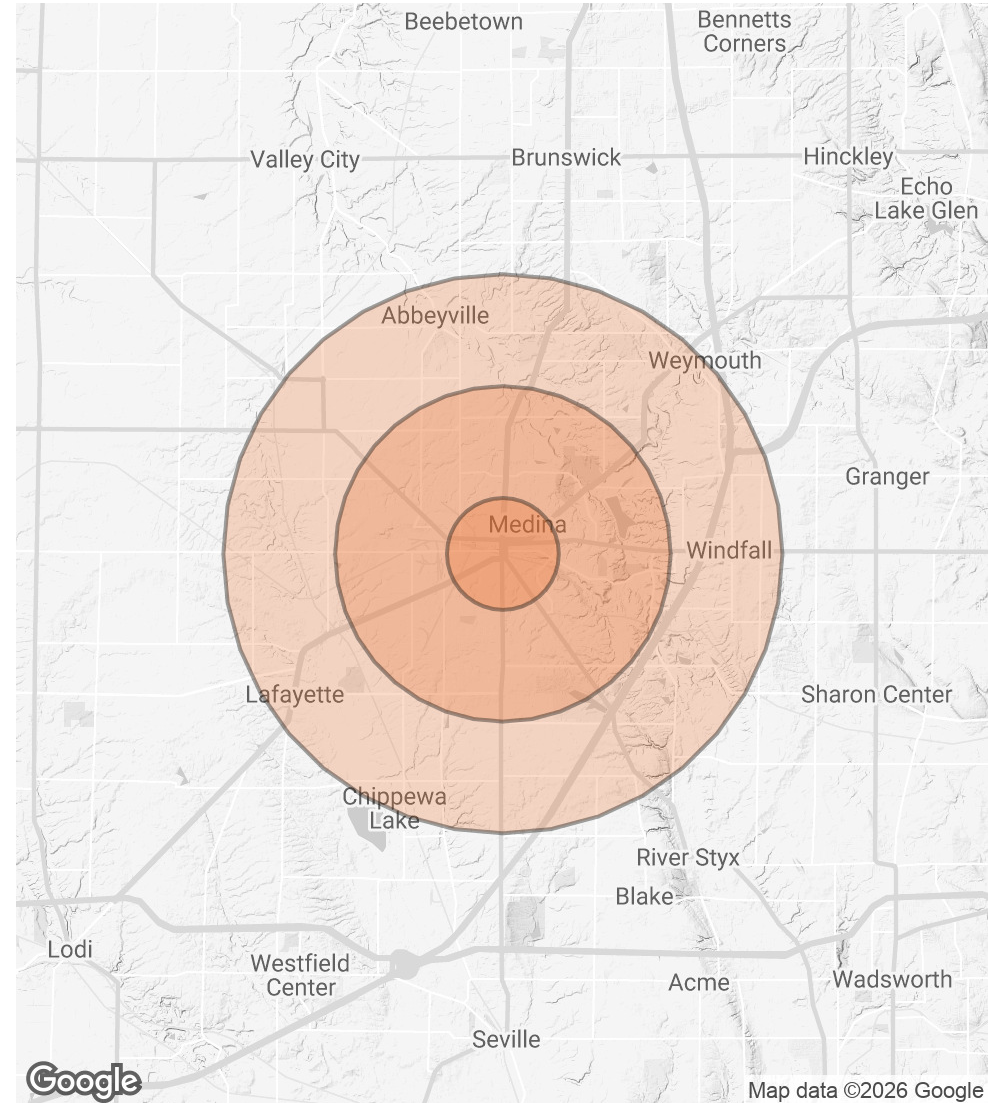 Beebetown
Bennetts
Corners
Valley City
Brunswick
Hinckley
Echo
Lake Glen
Abbeyville
Weymouth
Granger
Medina
Windfall
Lafayette
Sharon Center
Chippewa
Lake
River Styx
Blake
Lodi
Westfield
Center
Acme
Wadsworth
Seville
Google
Map data ©2026 Google